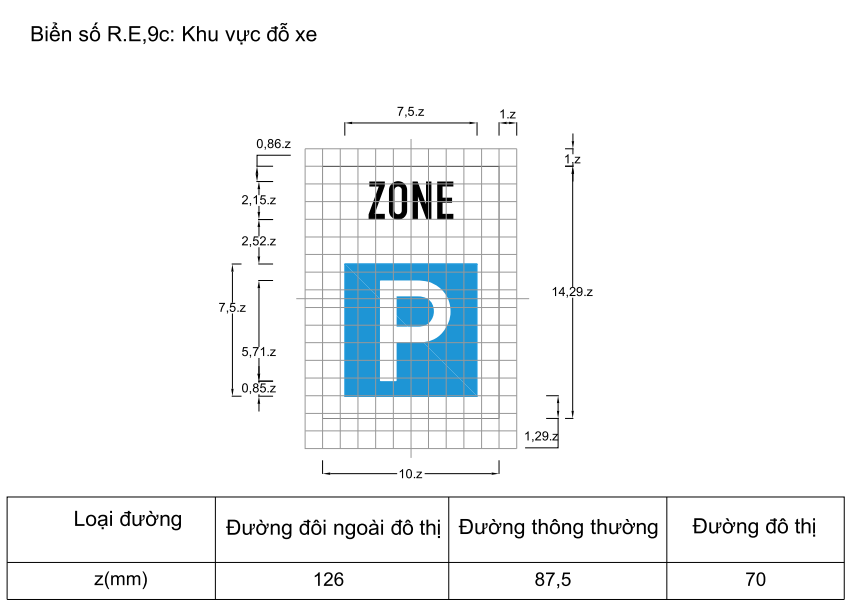 Biển số R.E,9c: Khu vực đỗ xe
7,5.z
1.z
0,86.z
1.z
ZONE
2,15.z
2,52.z
14,29.z
7,5.z
P
5,71.z
0,85.z
1,29.z
10.z
Loại đường
Đường đôi ngoài đô thị
Đường thông thường
Đường đô thị
z(mm)
126
87,5
70